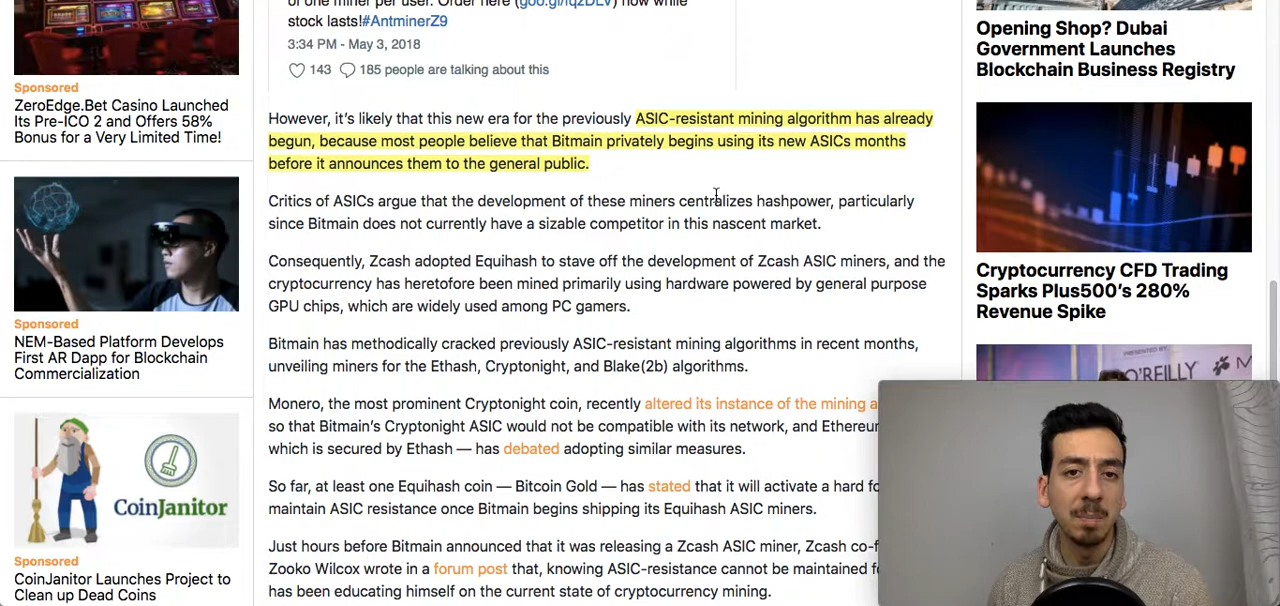 Sponsored
ZeroEdge.Bet Casino Launched
Its Pre-ICO 2 and Offers 58%
Bonus for a Very Limited Time!
Sponsored
NEM-Based Platform Develops
First AR Dapp for Blockchain
Commercialization
CoinJanitor
Sponsored
CoinJanitor Launches Project to
Clean up Dead Coins
of one miner per user. Order here (goo.gl/fqzDLV) now while
stock lasts!#AntminerZ9
3:34 PM - May 3, 2018
143 185 people are talking about this
However, it’s likely that this new era for the previously ASIC-resistant mining algorithm has already
begun, because most people believe that Bitmain privately begins using its new ASICs months
before it announces them to the general public.
Critics of ASICs argue that the development of these miners centralizes hashpower, particularly
since Bitmain does not currently have a sizable competitor in this nascent market.
Consequently, Zcash adopted Equihash to stave off the development of Zcash ASIC miners, and the
cryptocurrency has heretofore been mined primarily using hardware powered by general purpose
GPU chips, which are widely used among PC gamers.
Bitmain has methodically cracked previously ASIC-resistant mining algorithms in recent months,
unveiling miners for the Ethash, Cryptonight, and Blake(2b) algorithms.
Monero, the most prominent Cryptonight coin, recently altered its instance of the mining a
so that Bitmain’s Cryptonight ASIC would not be compatible with its network, and Ethereu
which is secured by Ethash — has debated adopting similar measures.
So far, at least one Equihash coin — Bitcoin Gold — has stated that it will activate a hard fo
maintain ASIC resistance once Bitmain begins shipping its Equihash ASIC miners.
Just hours before Bitmain announced that it was releasing a Zcash ASIC miner, Zcash co-f
Zooko Wilcox wrote in a forum post that, knowing ASIC-resistance cannot be maintained f
has been educating himself on the current state of cryptocurrency mining.
Opening Shop? Dubai
Government Launches
Blockchain Business Registry
Cryptocurrency CFD Trading
Sparks Plus500’s 280%
Revenue Spike
PRESENTED BY
O'REILLY